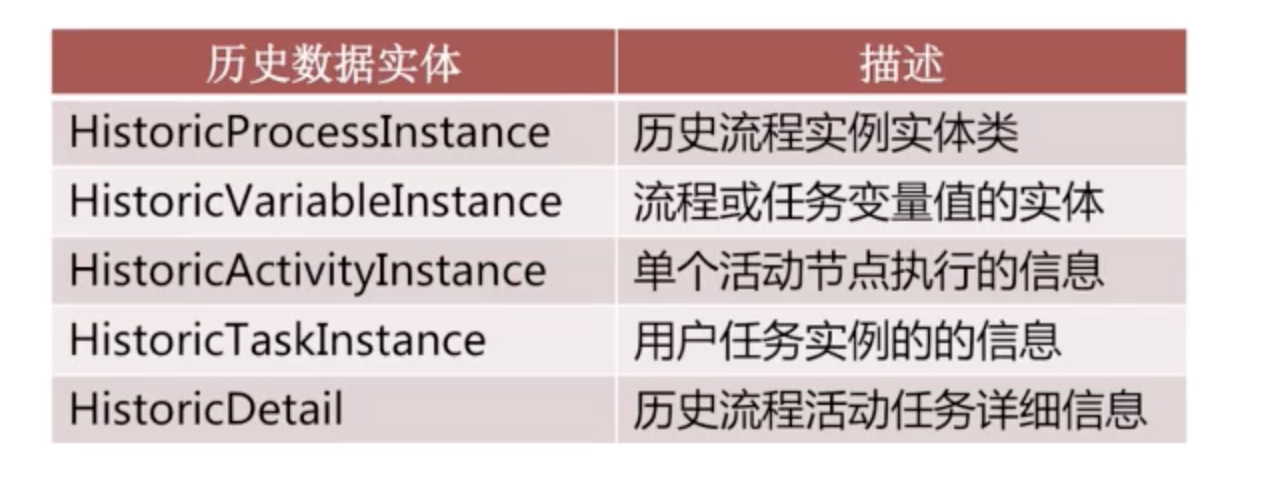 历史数据实体 描述
HistoricProcessInstance 历史流程实例实体类
HistoricVariableInstance 流程或任务变量值的实体
HistoricActivityInstance 单个活动节点执行的信息
HistoricTaskInstance 用户任务实例的的信息
HistoricDetail 历史流程活动任务详细信息